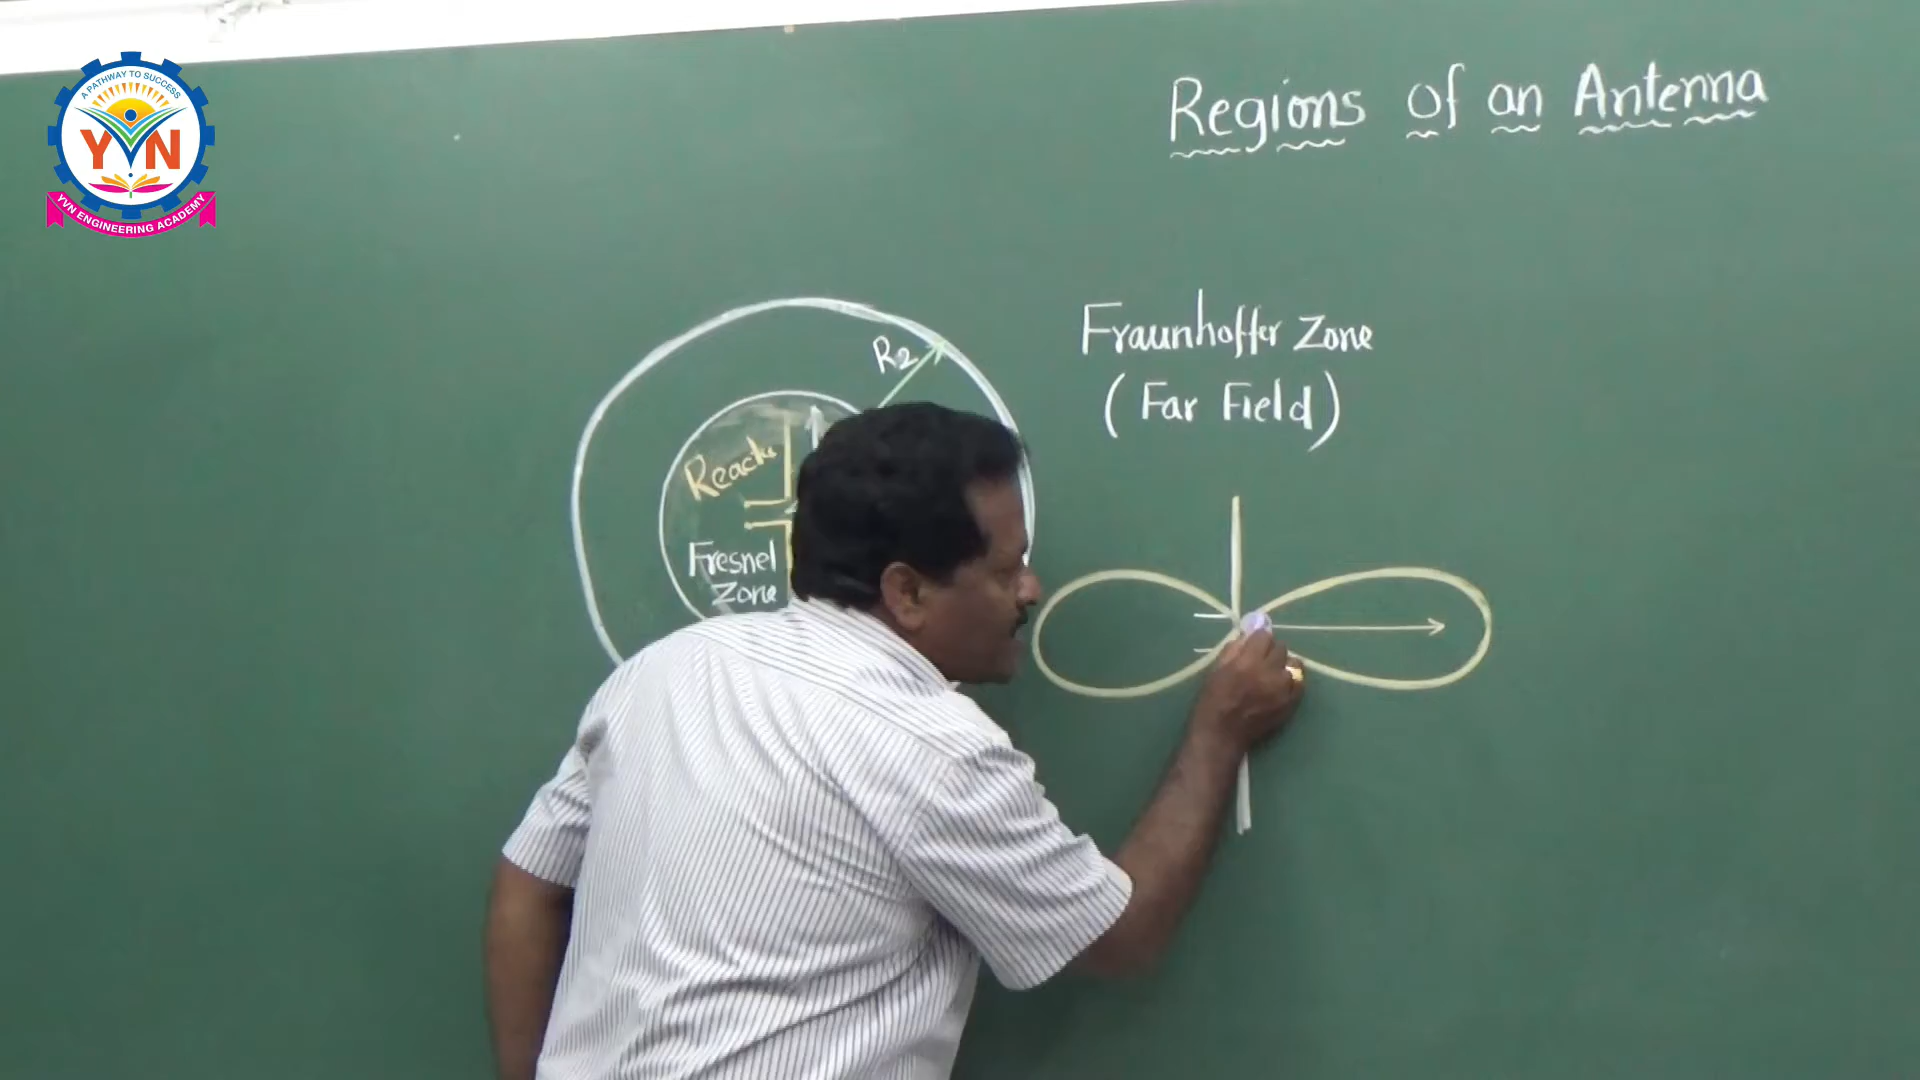 A PATHWAY TO SUCCESS
YVN
YVN ENGINEERING ACADEMY
Regions of an Antenna
R2
Fraunhoffer Zone
(Far Field)
Fresnel
Zone